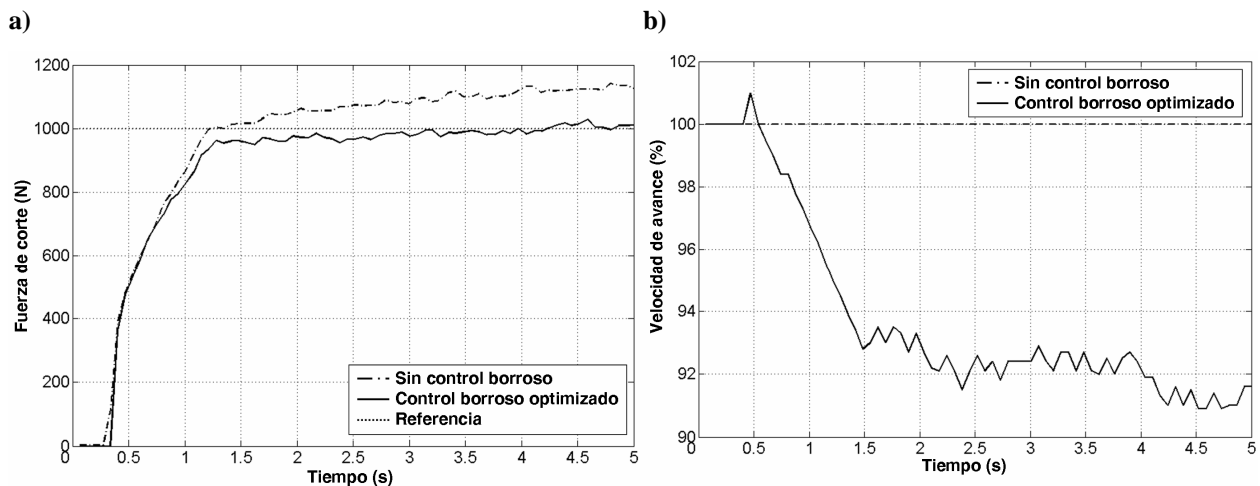 a)
1200
1000
800
600
400
200
0
Fuerza de corte (N)
Sin control borroso
Control borroso optimizado
Referencia
0 0.5 1 1.5 2 2.5 3 3.5 4 4.5 5
Tiempo (s)
b)
102
100
98
96
94
92
90
Velocidad de avance (%)
Sin control borroso
Control borroso optimizado
0 0.5 1 1.5 2 2.5 3 3.5 4 4.5 5
Tiempo (s)